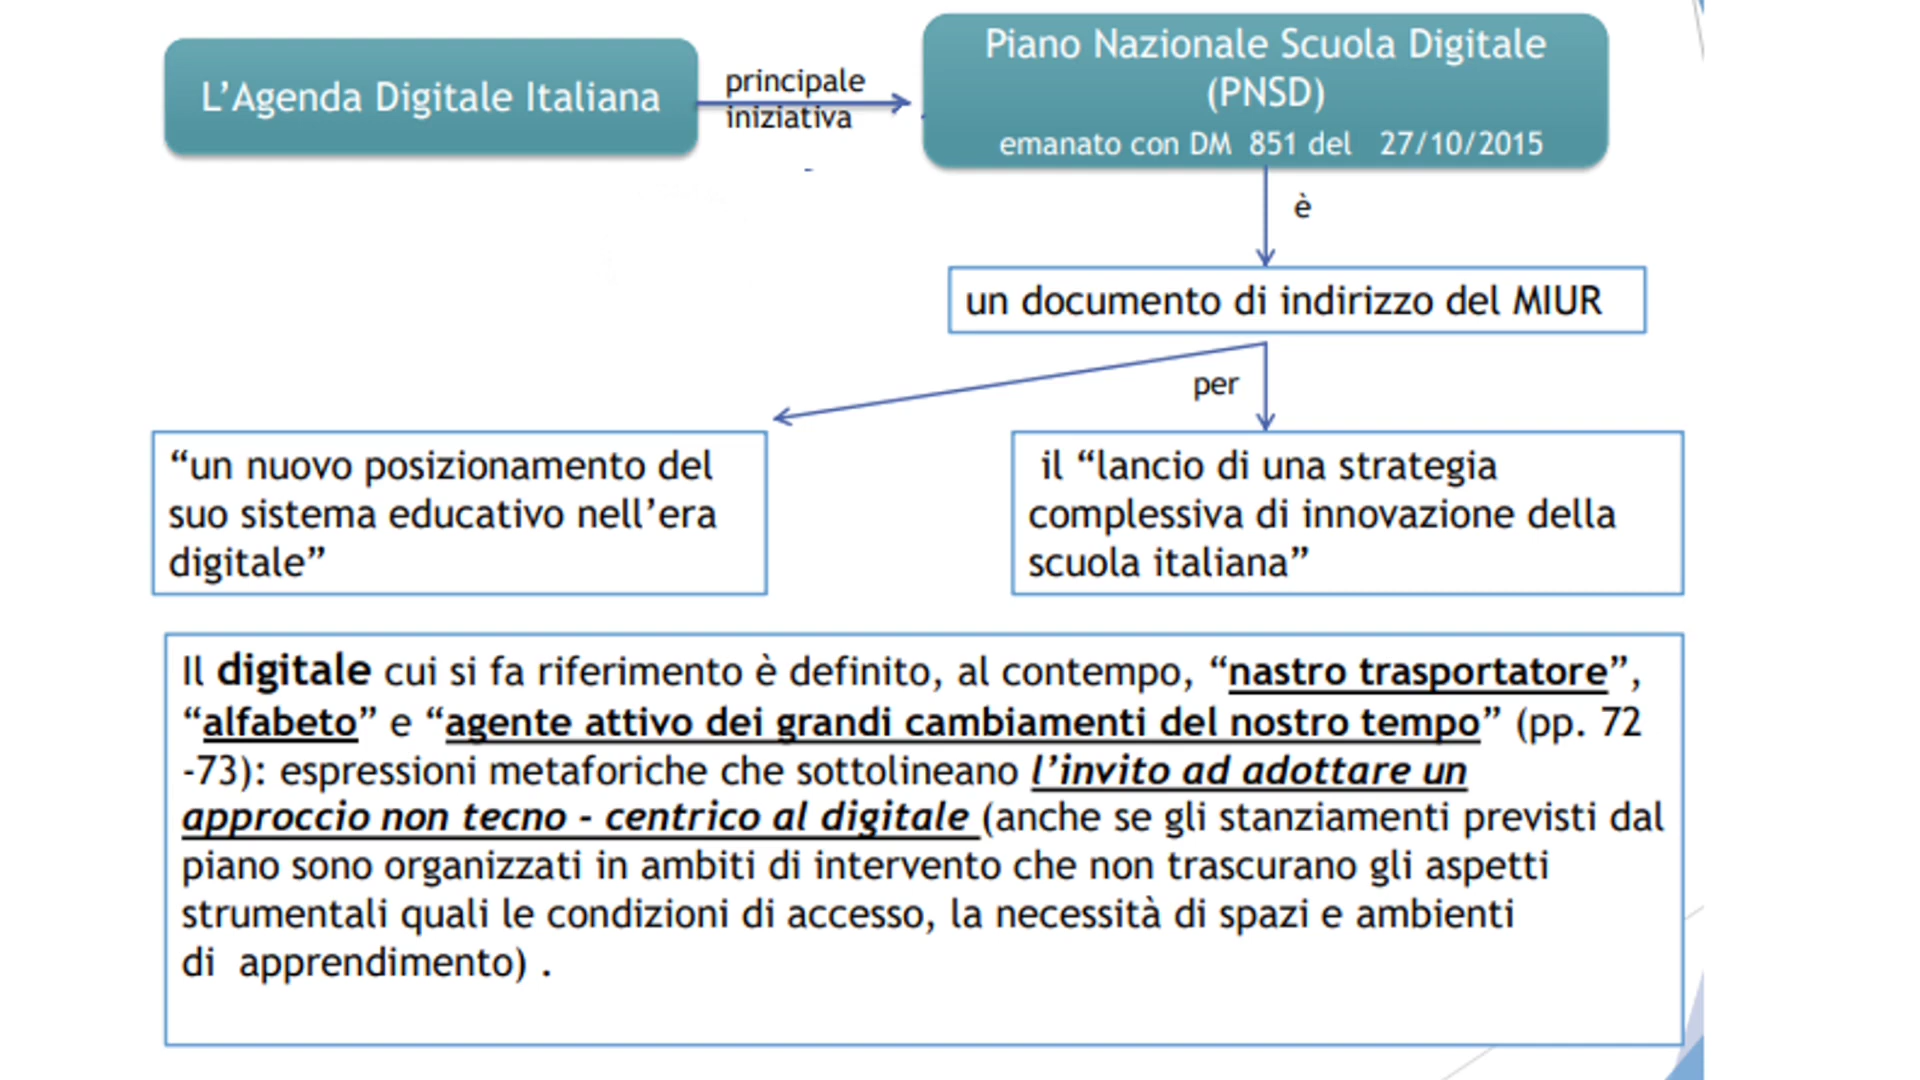 L’Agenda Digitale Italiana
principale
iniziativa
Piano Nazionale Scuola Digitale
(PNSD)
emanato con DM 851 del 27/10/2015
è
un documento di indirizzo del MIUR
per
“un nuovo posizionamento del
suo sistema educativo nell’era
digitale”
il “lancio di una strategia
complessiva di innovazione della
scuola italiana”
Il digitale cui si fa riferimento è definito, al contempo, “nastro trasportatore”,
“alfabeto” e “agente attivo dei grandi cambiamenti del nostro tempo” (pp. 72
-73): espressioni metaforiche che sottolineano l’invito ad adottare un
approccio non tecno - centrico al digitale (anche se gli stanziamenti previsti dal
piano sono organizzati in ambiti di intervento che non trascurano gli aspetti
strumentali quali le condizioni di accesso, la necessità di spazi e ambienti
di apprendimento) .